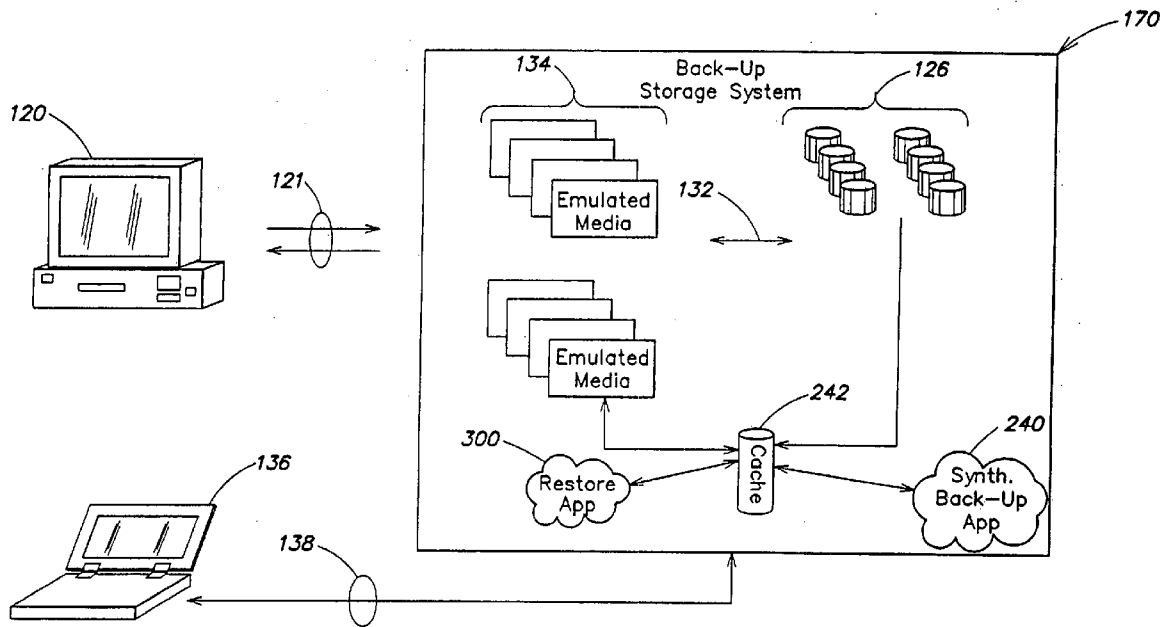 170
134
Back-Up
Storage System
126
120
121
Emulated
Media
132
Emulated
Media
242
300
240
Restore
App
Cache
Synth.
Back-Up
App
136
138